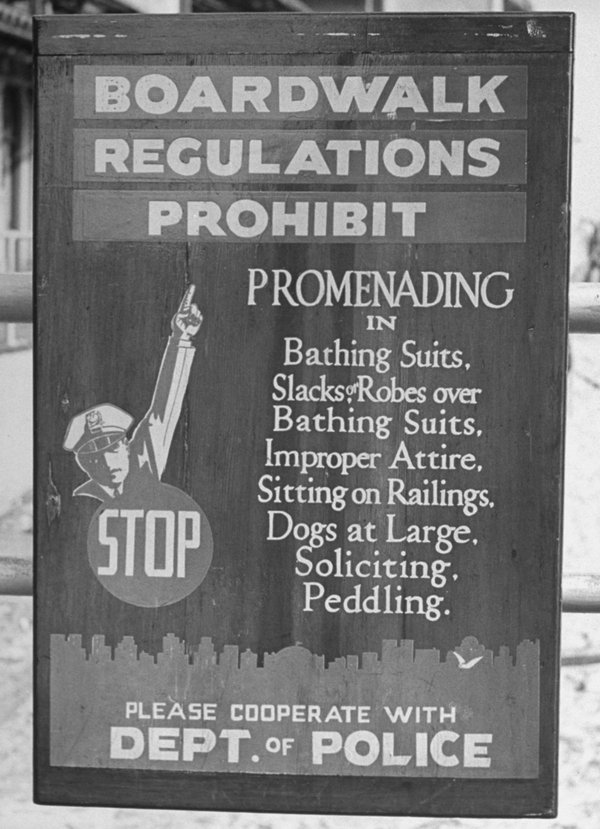 BOARDWALK
REGULATIONS
PROHIBIT
PROMENADING
IN
Bathing Suits,
Slacks or Robes over
Bathing Suits,
Improper Attire,
Sitting on Railings,
Dogs at Large,
Soliciting,
Peddling.
STOP
PLEASE COOPERATE WITH
DEPT. OF POLICE